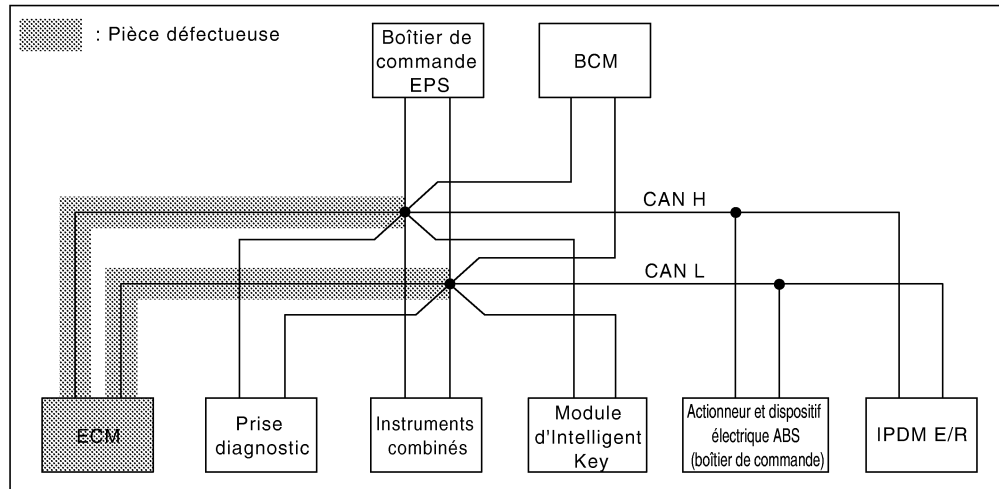 : Pièce défectueuse
Boîtier de
commande
EPS
BCM
CAN H
CAN L
ECM
Prise
diagnostic
Instruments
combinés
Module
d'Intelligent
Key
Actionneur et dispositif
électrique ABS
(boîtier de commande)
IPDM E/R